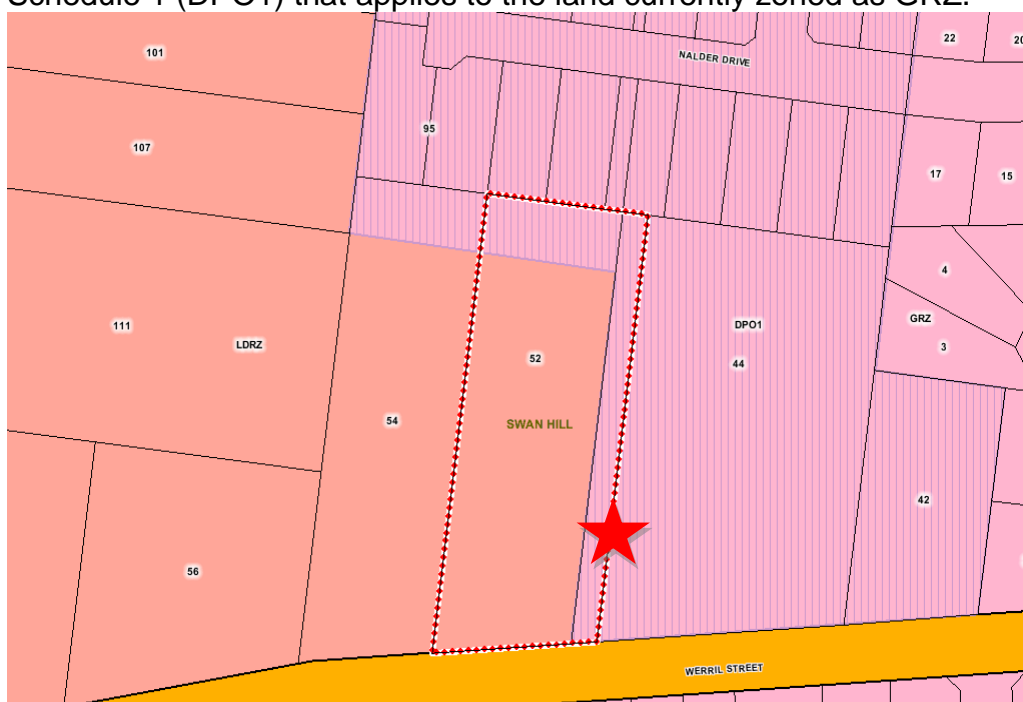 Schedule 1 (DPO1) that applies to the land currently zoned as GRZ.
101
22
20
NALDER DRIVE
95
107
17
15
4
111
LDRZ
DPO1
GRZ
3
52
44
54
SWAN HILL
42
56
WERRIL STREET